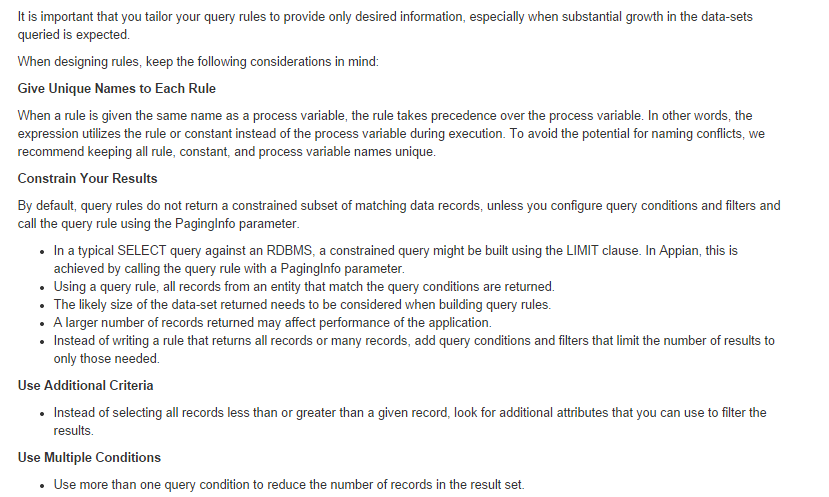 It is important that you tailor your query rules to provide only desired information, especially when substantial growth in the data-sets
queried is expected.
When designing rules, keep the following considerations in mind:
Give Unique Names to Each Rule
When a rule is given the same name as a process variable, the rule takes precedence over the process variable. In other words, the
expression utilizes the rule or constant instead of the process variable during execution. To avoid the potential for naming conflicts, we
recommend keeping all rule, constant, and process variable names unique.
Constrain Your Results
By default, query rules do not return a constrained subset of matching data records, unless you configure query conditions and filters and
call the query rule using the PagingInfo parameter.
• In a typical SELECT query against an RDBMS, a constrained query might be built using the LIMIT clause. In Appian, this is
achieved by calling the query rule with a PagingInfo parameter.
• Using a query rule, all records from an entity that match the query conditions are returned.
• The likely size of the data-set returned needs to be considered when building query rules.
• A larger number of records returned may affect performance of the application.
• Instead of writing a rule that returns all records or many records, add query conditions and filters that limit the number of results to
only those needed.
Use Additional Criteria
• Instead of selecting all records less than or greater than a given record, look for additional attributes that you can use to filter the
results.
Use Multiple Conditions
• Use more than one query condition to reduce the number of records in the result set.